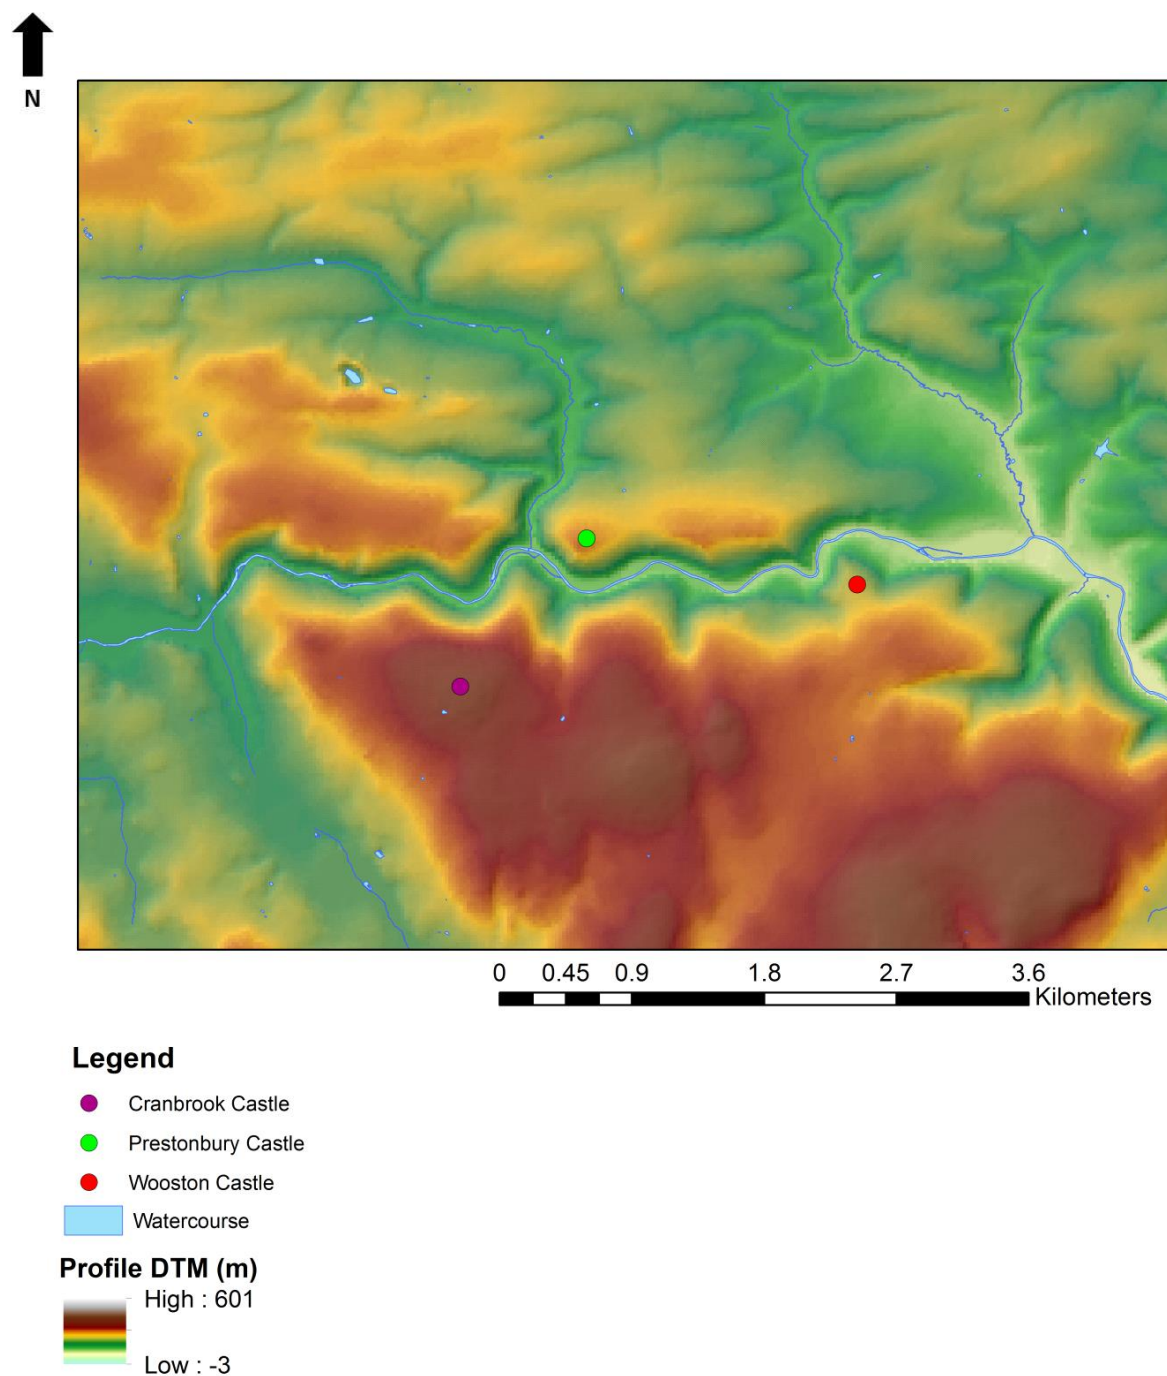 N
0 0.45 0.9 1.8 2.7 3.6
Kilometers
Legend
Cranbrook Castle
Prestonbury Castle
Wooston Castle
Watercourse
Profile DTM (m)
High : 601
Low : -3